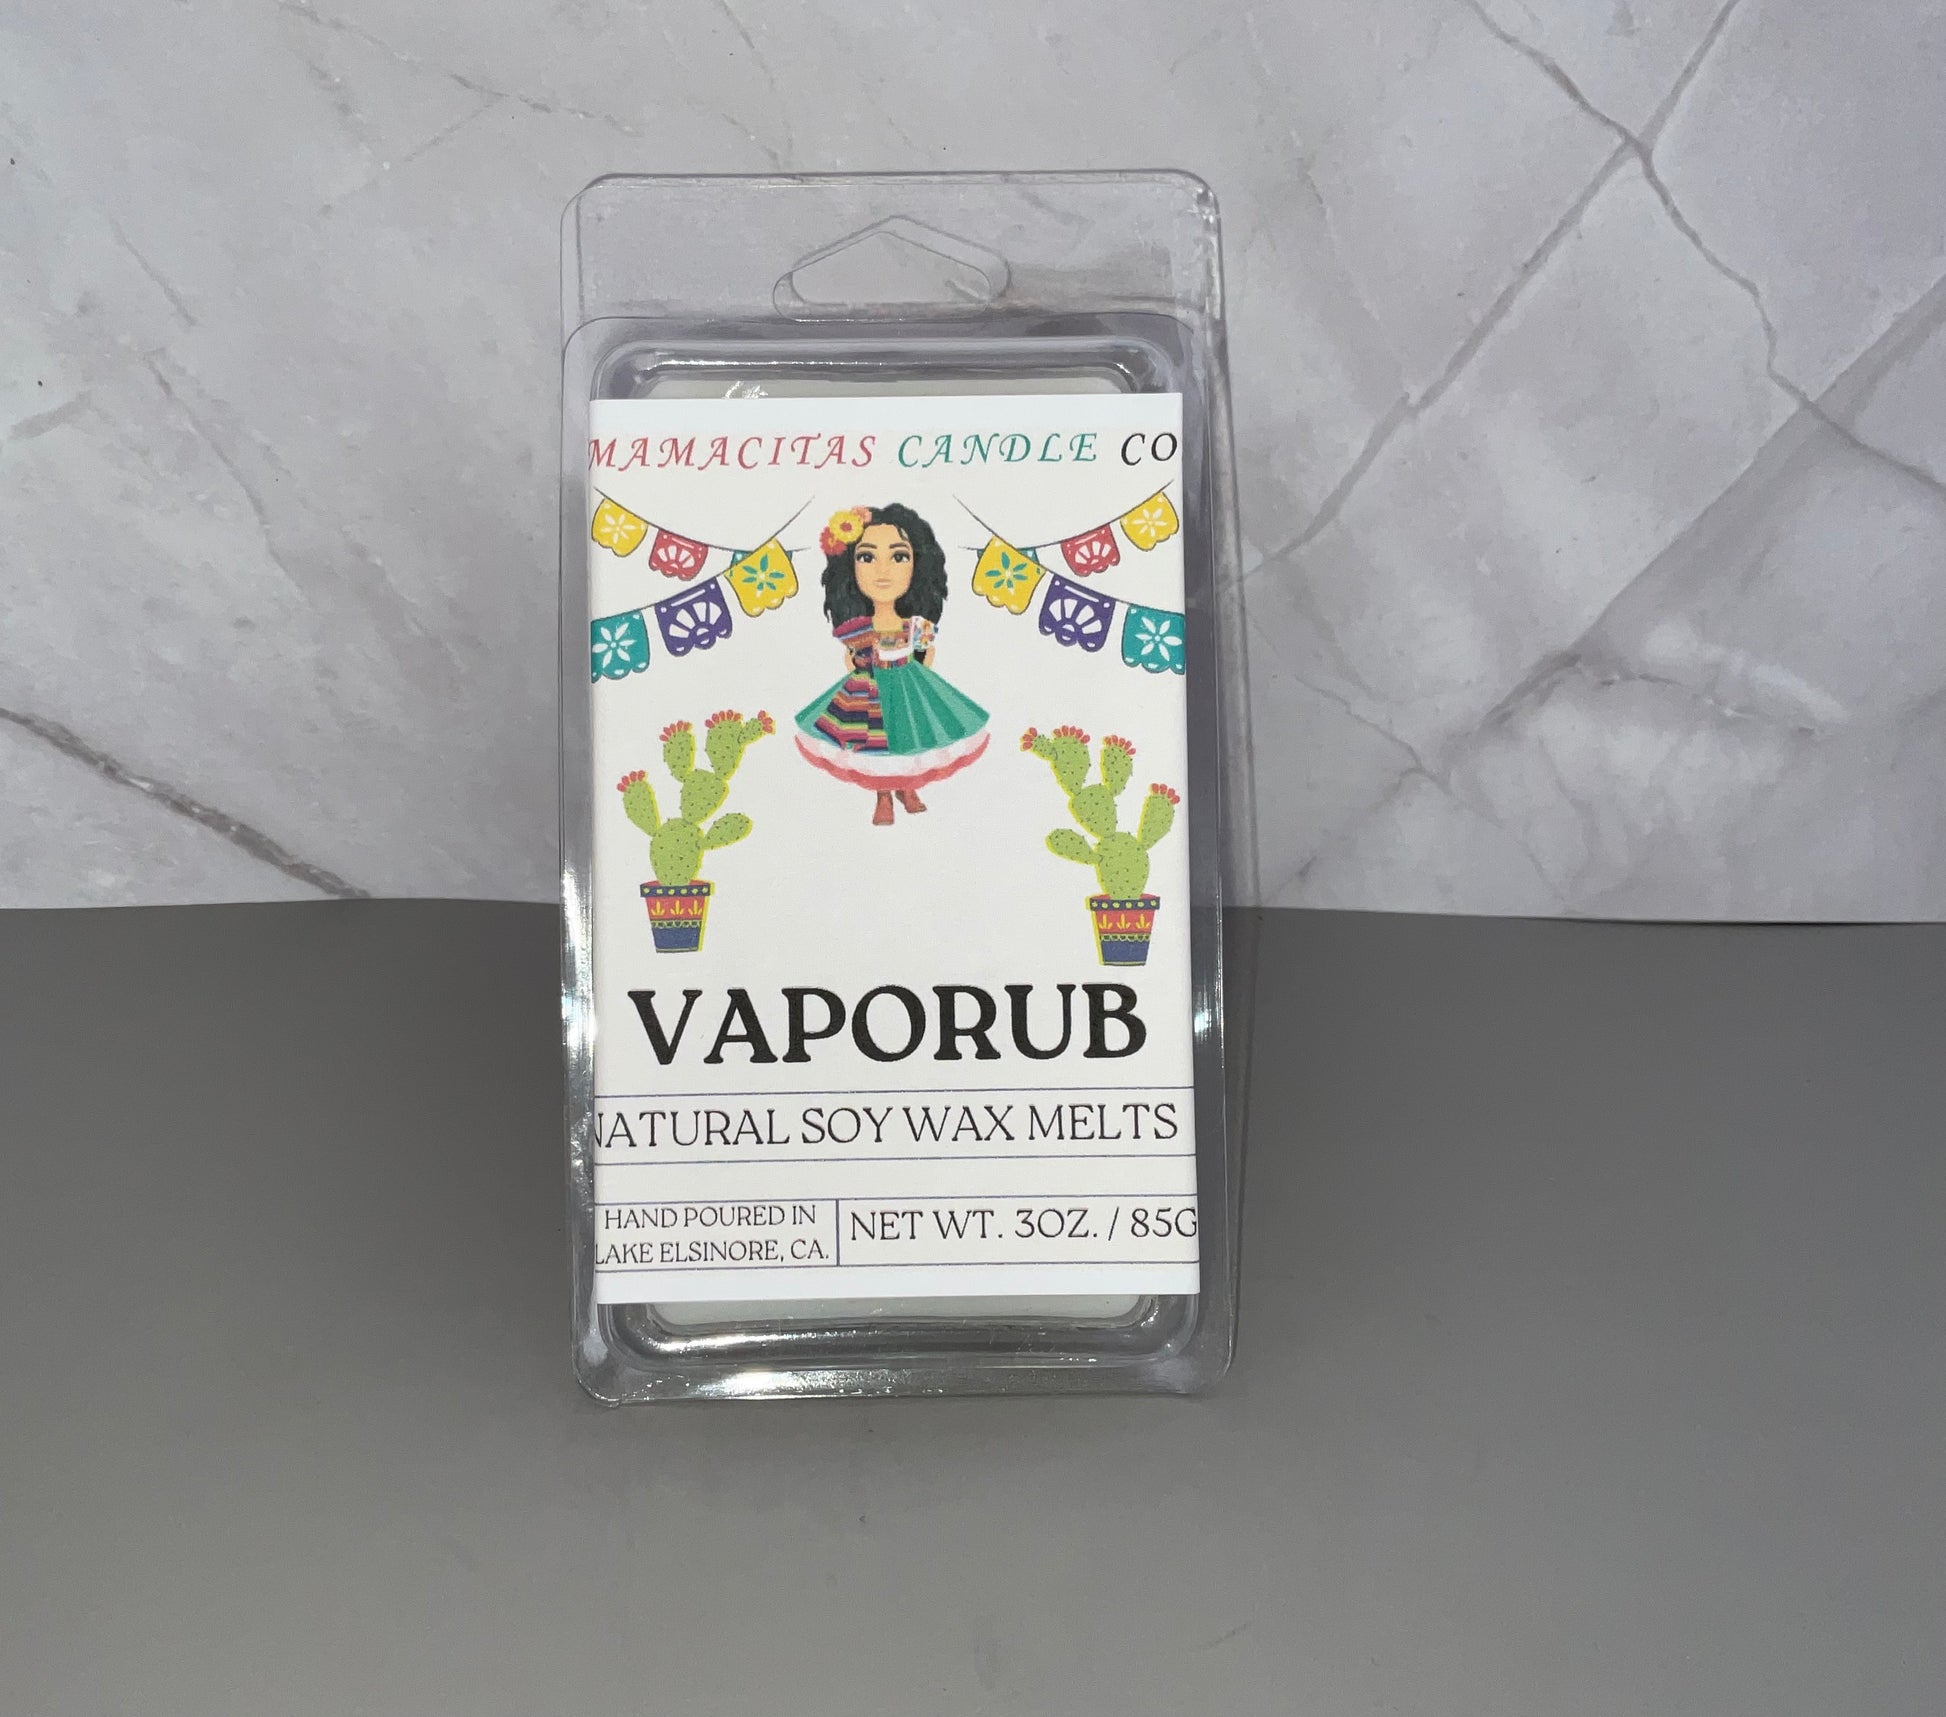 MAMACITAS CANDLE CO
VAPORUB
NATURAL SOY WAX MELTS
HAND POURED IN
LAKE ELSINORE, CA.
NET WT. 3OZ. / 85G